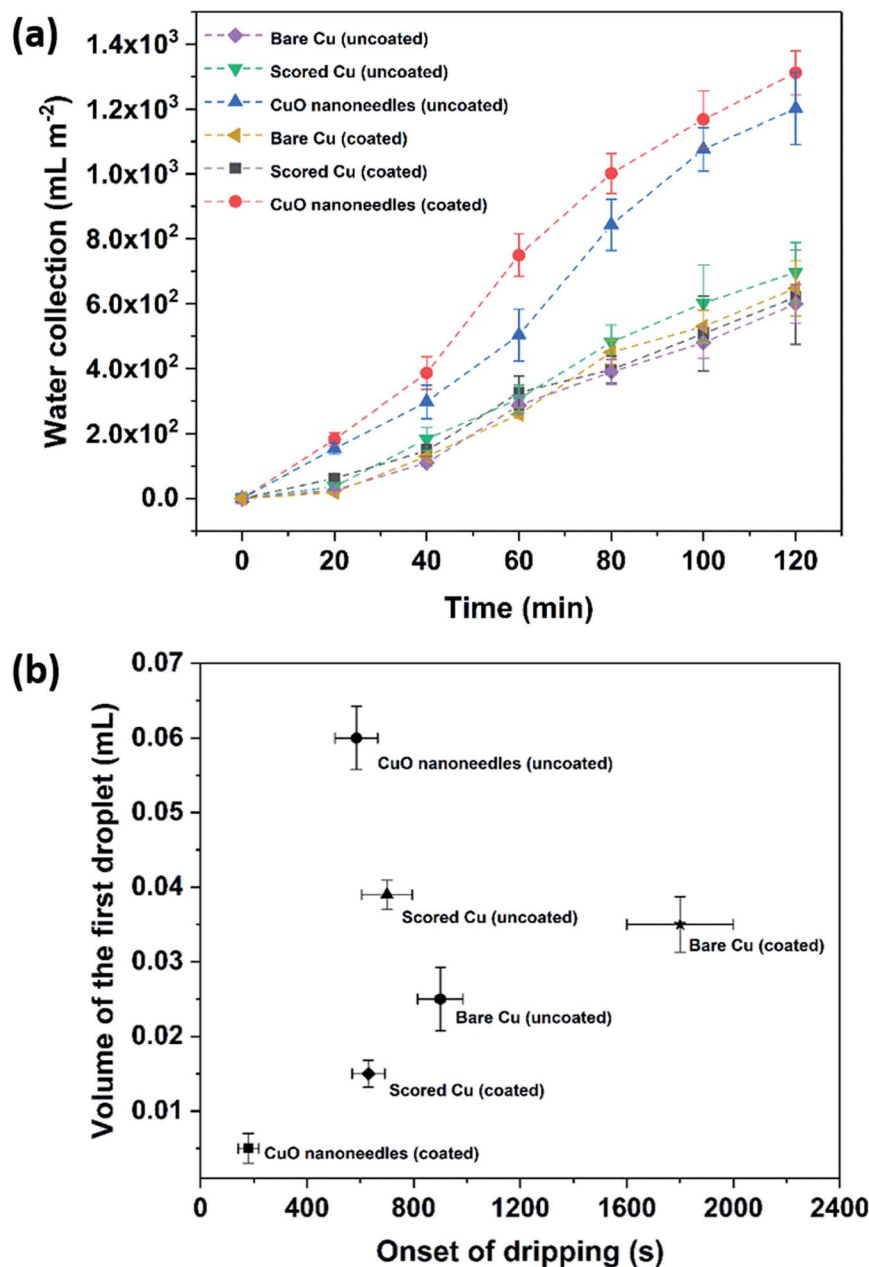 (a)
Water collection (mL m⁻²)
1.4x10³
1.2x10³
1.0x10³
8.0x10²
6.0x10²
4.0x10²
2.0x10²
0.0
Bare Cu (uncoated)
Scored Cu (uncoated)
CuO nanoneedles (uncoated)
Bare Cu (coated)
Scored Cu (coated)
CuO nanoneedles (coated)
0 20 40 60 80 100 120
Time (min)
(b)
Volume of the first droplet (mL)
0.07
0.06
0.05
0.04
0.03
0.02
0.01
CuO nanoneedles (uncoated)
Scored Cu (uncoated)
Bare Cu (coated)
Bare Cu (uncoated)
Scored Cu (coated)
CuO nanoneedles (coated)
0 400 800 1200 1600 2000 2400
Onset of dripping (s)